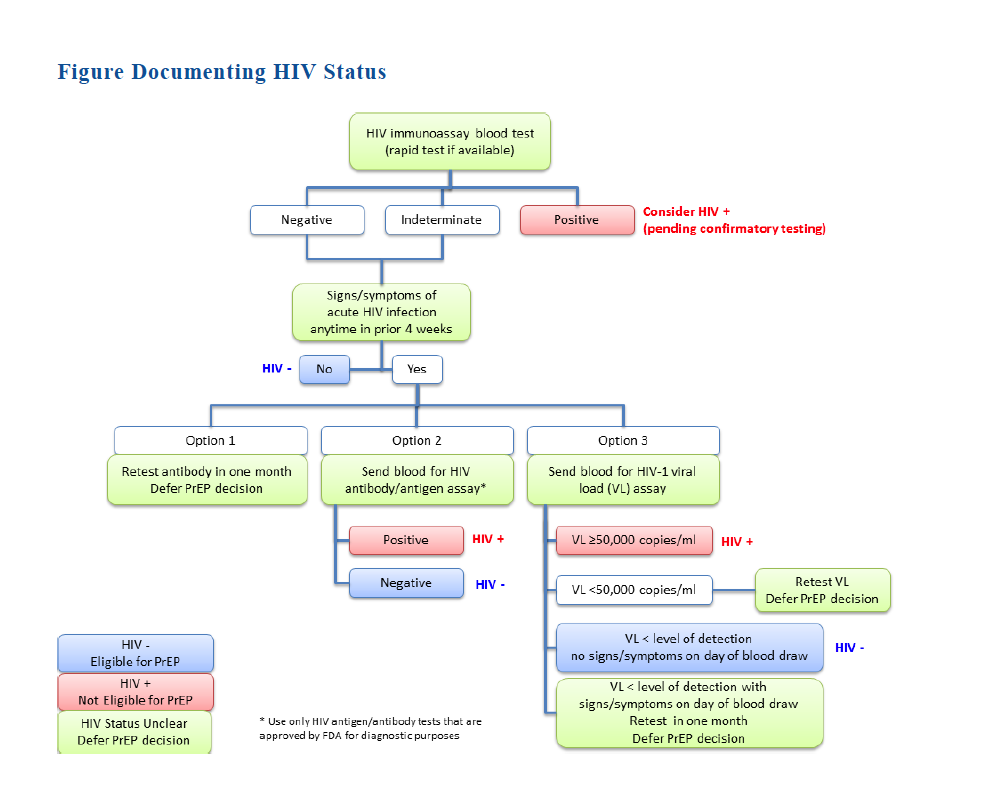 Figure Documenting HIV Status
HIV immunoassay blood test
(rapid test if available)
Negative
Indeterminate
Positive
Consider HIV +
(pending confirmatory testing)
Signs/symptoms of
acute HIV infection
anytime in prior 4 weeks
HIV -
No
Yes
Option 1
Option 2
Option 3
Retest antibody in one month
Defer PrEP decision
Send blood for HIV
antibody/antigen assay*
Send blood for HIV-1 viral
load (VL) assay
Positive
HIV +
Negative
HIV -
VL ≥50,000 copies/ml
HIV +
VL <50,000 copies/ml
Retest VL
Defer PrEP decision
VL < level of detection
no signs/symptoms on day of blood draw
HIV -
VL < level of detection with
signs/symptoms on day of blood draw
Retest in one month
Defer PrEP decision
HIV -
Eligible for PrEP
HIV +
Not Eligible for PrEP
HIV Status Unclear
Defer PrEP decision
* Use only HIV antigen/antibody tests that are
approved by FDA for diagnostic purposes